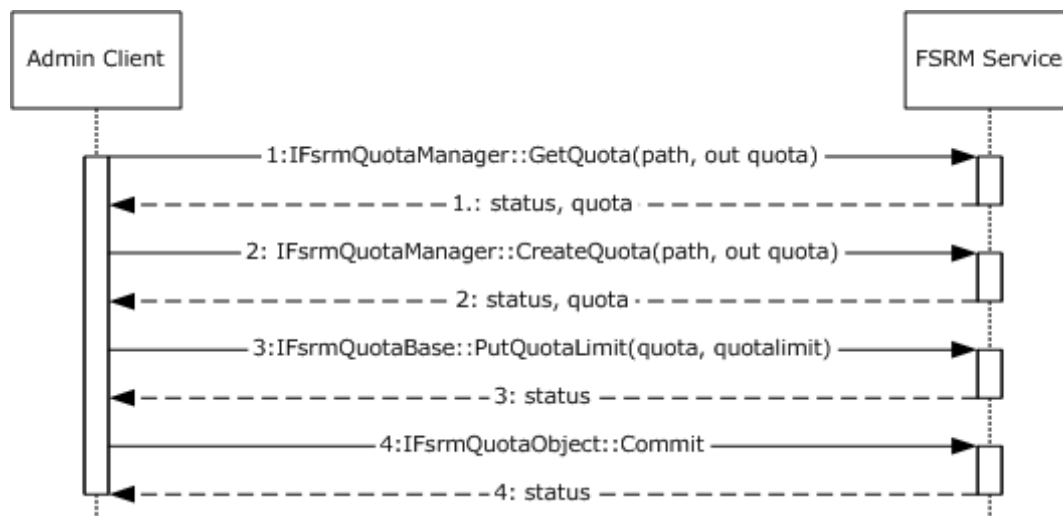 Admin Client
FSRM Service
1:IFsrmQuotaManager::GetQuota(path, out quota)
1.: status, quota
2: IFsrmQuotaManager::CreateQuota(path, out quota)
2: status, quota
3:IFsrmQuotaBase::PutQuotaLimit(quota, quotalimit)
3: status
4:IFsrmQuotaObject::Commit
4: status